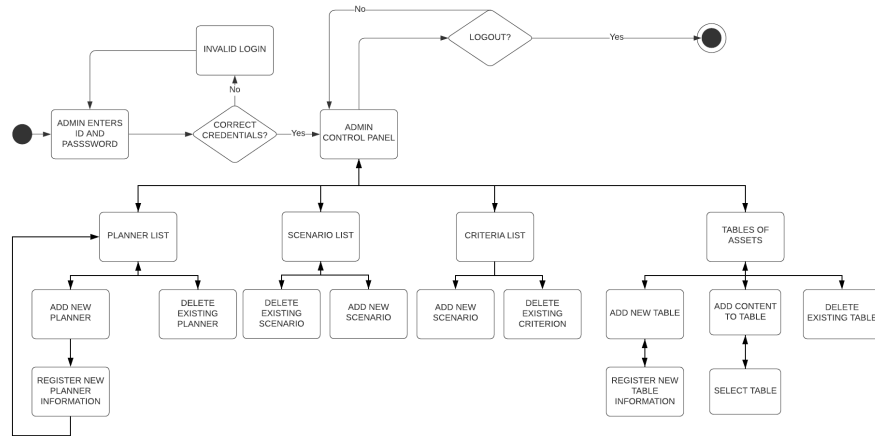 No
LOGOUT?
Yes
INVALID LOGIN
No
ADMIN ENTERS
ID AND
PASSSWORD
CORRECT
CREDENTIALS?
Yes
ADMIN
CONTROL PANEL
PLANNER LIST
SCENARIO LIST
CRITERIA LIST
TABLES OF
ASSETS
ADD NEW
PLANNER
DELETE
EXISTING
PLANNER
DELETE
EXISTING
SCENARIO
ADD NEW
SCENARIO
ADD NEW
SCENARIO
DELETE
EXISTING
CRITERION
ADD NEW TABLE
ADD CONTENT
TO TABLE
DELETE
EXISTING TABLE
REGISTER NEW
PLANNER
INFORMATION
REGISTER NEW
TABLE
INFORMATION
SELECT TABLE